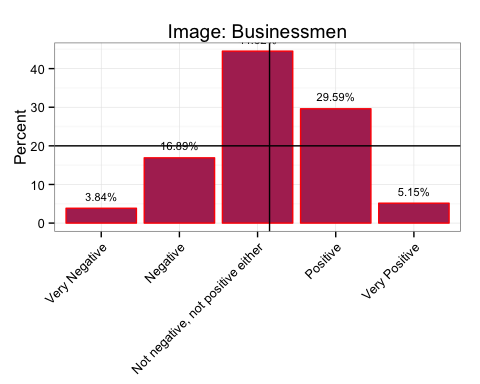 Image: Businessmen
Percent
40
30
20
10
0
3.84%
16.89%
29.59%
5.15%
Very Negative
Negative
Not negative, not positive either
Positive
Very Positive